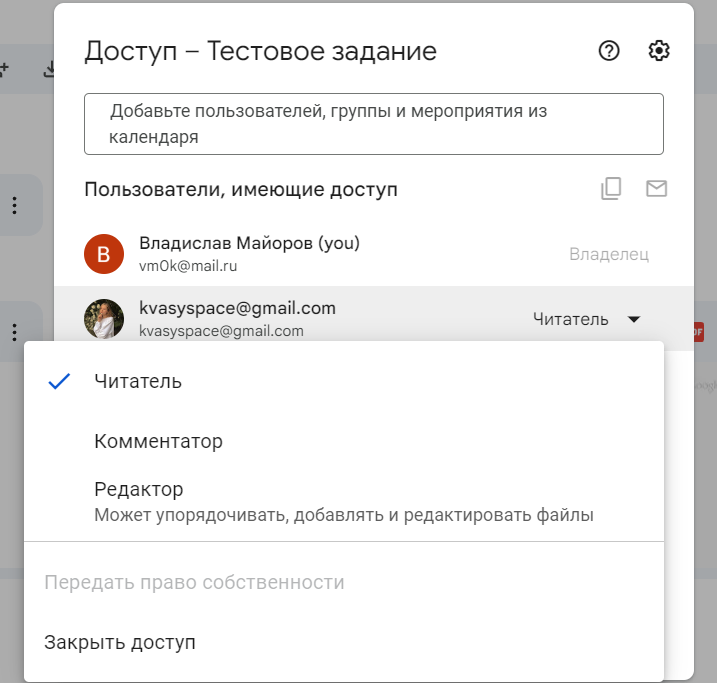 Доступ – Тестовое задание
Добавьте пользователей, группы и мероприятия из
календаря
Пользователи, имеющие доступ
В
Владислав Майоров (you)
vm0k@mail.ru
Владелец
kvasyspace@gmail.com
kvasyspace@gmail.com
Читатель
Читатель
Комментатор
Редактор
Может упорядочивать, добавлять и редактировать файлы
Передать право собственности
Закрыть доступ